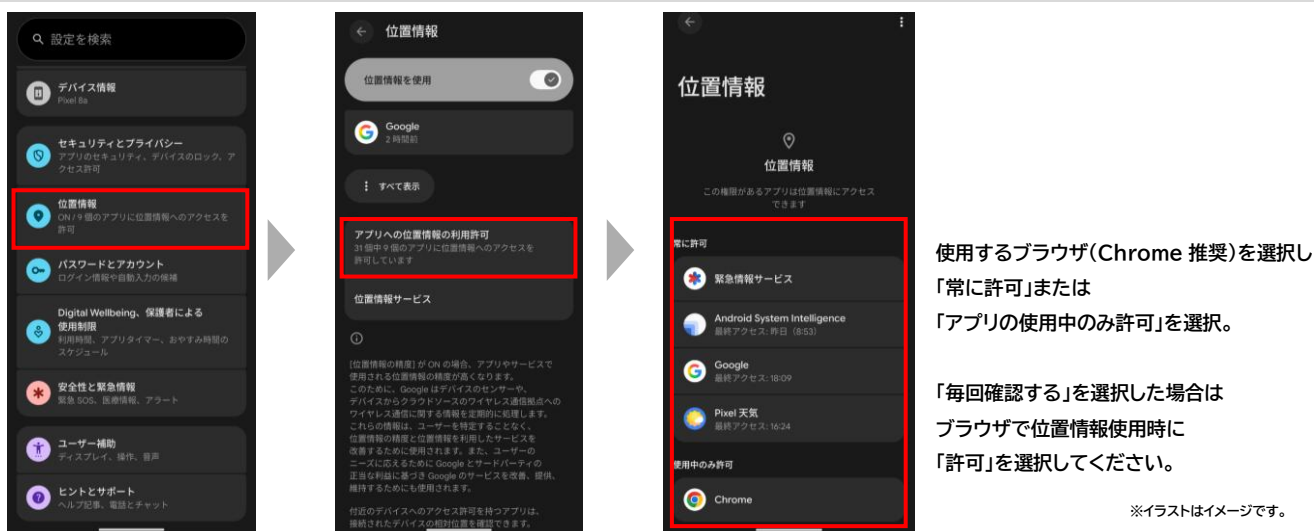 設定を検索
デバイス情報
Pixel 8a
セキュリティとプライバシー
アプリのセキュリティ、デバイスのロック、ア
クセス許可
位置情報
ON / 9 個のアプリに位置情報へのアクセスを
許可
パスワードとアカウント
ログイン情報や自動入力の候補
Digital Wellbeing、保護者による
使用制限
利用時間、アプリタイマー、おやすみ時間の
スケジュール
安全性と緊急情報
緊急 SOS、医療情報、アラート
ユーザー補助
ディスプレイ、操作、音声
ヒントとサポート
ヘルプ記事、電話とチャット
位置情報
位置情報を使用
Google
2 時間前
すべて表示
アプリへの位置情報の利用許可
31 個中 9 個のアプリに位置情報へのアクセスを
許可しています
位置情報サービス
[位置情報の精度] が ON の場合、アプリやサービスで
使用される位置情報の精度が高くなります。
このために、Google はデバイスのセンサーや、
デバイスからクラウドソースのワイヤレス通信拠点への
ワイヤレス通信に関する情報を定期的に処理します。
これらの情報は、ユーザーを特定することなく、
位置情報の精度と位置情報を利用したサービスを
改善するために使用されます。また、ユーザーの
ニーズに応えるために Google とサードパーティの
正当な利益に基づき Google のサービスを改善、提供、
維持するためにも使用されます。
付近のデバイスへのアクセス許可を持つアプリは、
接続されたデバイスの相対位置を確認できます。
位置情報
位置情報
この権限があるアプリは位置情報にアクセス
できます
常に許可
緊急情報サービス
Android System Intelligence
最終アクセス: 昨日 (8:53)
Google
最終アクセス: 18:09
Pixel 天気
最終アクセス: 16:24
使用中のみ許可
Chrome
使用するブラウザ(Chrome 推奨)を選択し
「常に許可」または
「アプリの使用中のみ許可」を選択。
「毎回確認する」を選択した場合は
ブラウザで位置情報使用時に
「許可」を選択してください。
※イラストはイメージです。